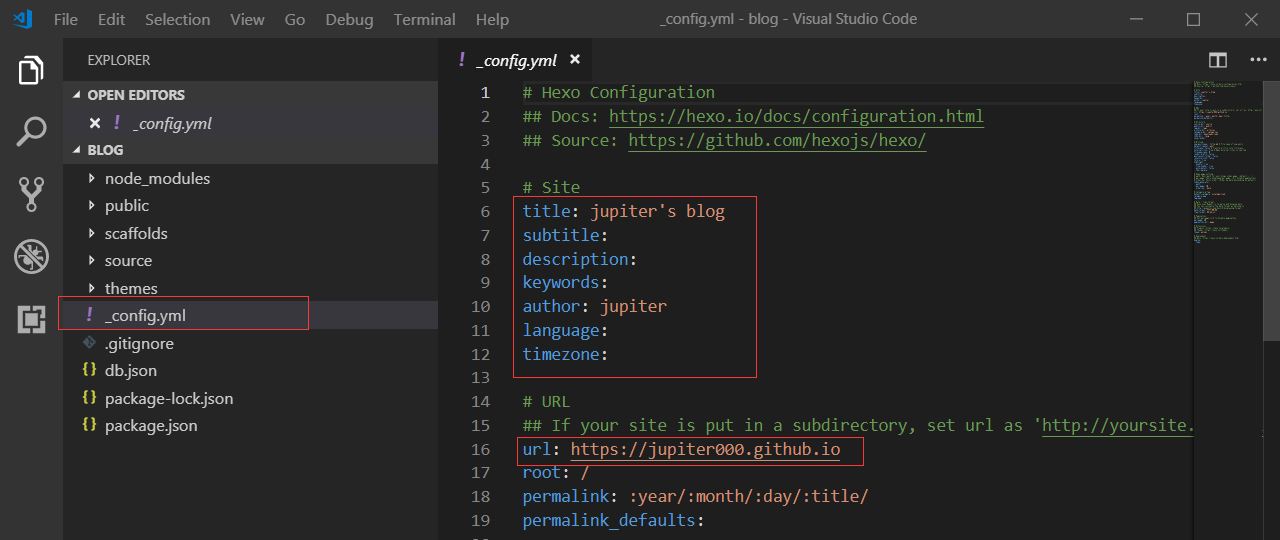 File Edit Selection View Go Debug Terminal Help
_config.yml - blog - Visual Studio Code
EXPLORER
OPEN EDITORS
_config.yml
BLOG
node_modules
public
scaffolds
source
themes
! _config.yml
.gitignore
{} db.json
{} package-lock.json
{} package.json
! _config.yml
1 # Hexo Configuration
2 ## Docs: https://hexo.io/docs/configuration.html
3 ## Source: https://github.com/hexojs/hexo/
4
5 # Site
6 title: jupiter's blog
7 subtitle:
8 description:
9 keywords:
10 author: jupiter
11 language:
12 timezone:
13
14 # URL
15 ## If your site is put in a subdirectory, set url as 'http://yoursite.
16 url: https://jupiter000.github.io
17 root: /
18 permalink: :year/:month/:day/:title/
19 permalink_defaults: